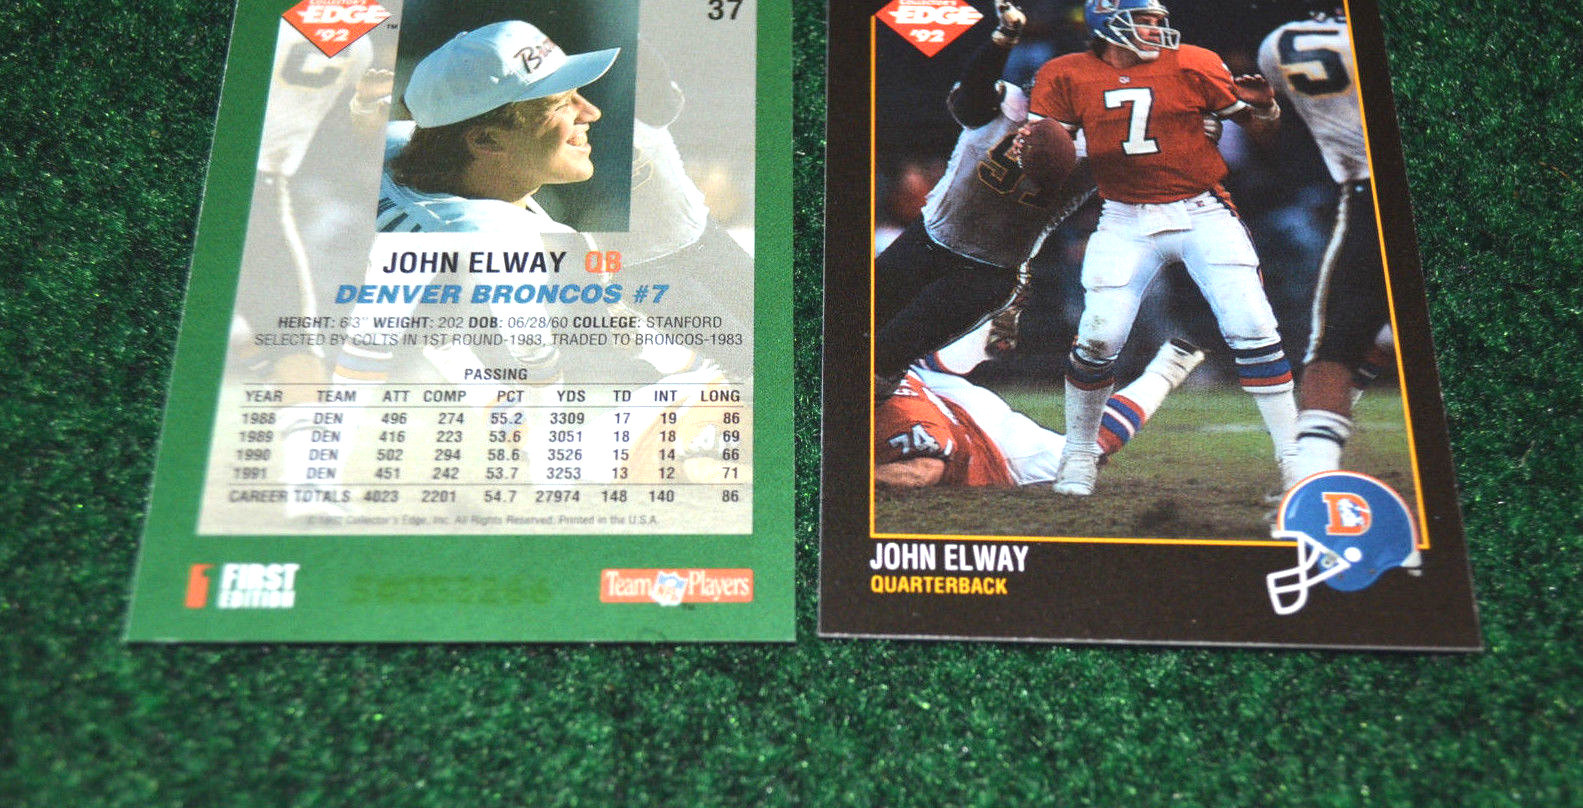 COLLECTOR'S
EDGE
'92
TM
37
Bro
JOHN ELWAY QB
DENVER BRONCOS #7
HEIGHT: 6'3" WEIGHT: 202 DOB: 06/28/60 COLLEGE: STANFORD
SELECTED BY COLTS IN 1ST ROUND-1983, TRADED TO BRONCOS-1983
PASSING
YEAR TEAM ATT COMP PCT YDS TD INT LONG
1988 DEN 496 274 55.2 3309 17 19 86
1989 DEN 416 223 53.6 3051 18 18 69
1990 DEN 502 294 58.6 3526 15 14 66
1991 DEN 451 242 53.7 3253 13 12 71
CAREER TOTALS 4023 2201 54.7 27974 148 140 86
© 1992 Collector's Edge, Inc. All Rights Reserved. Printed in the U.S.A.
1 FIRST
EDITION
Team NFL Players
TM
COLLECTOR'S
EDGE
'92
7
5
74
D
JOHN ELWAY
QUARTERBACK